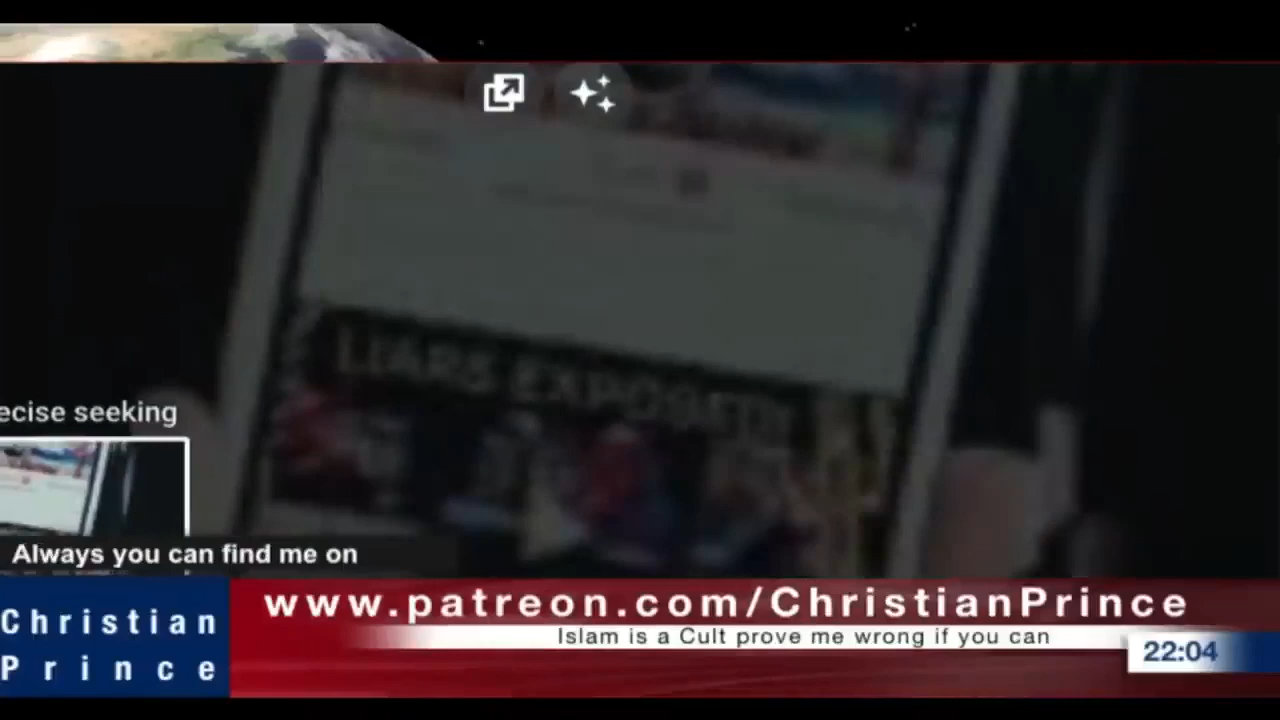 LIARS EXPOSED!
ecise seeking
Always you can find me on
Christian
Prince
www.patreon.com/ChristianPrince
Islam is a Cult prove me wrong if you can
22:04